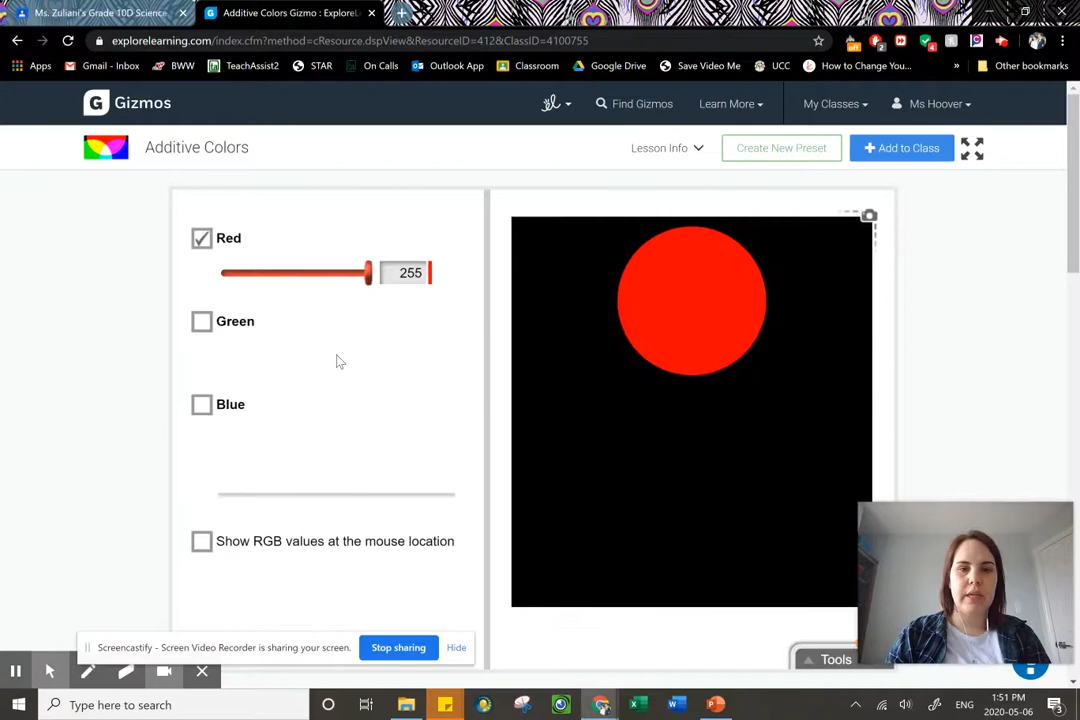 Ms. Zuliani's Grade 10D Science
Additive Colors Gizmo : ExploreL
explorelearning.com/index.cfm?method=cResource.dspView&ResourceID=412&ClassID=4100755
Apps
Gmail - Inbox
BWW
TeachAssist2
STAR
On Calls
Outlook App
Classroom
Google Drive
Save Video Me
UCC
How to Change You...
»
Other bookmarks
G Gizmos
Find Gizmos
Learn More
My Classes
Ms Hoover
Additive Colors
Lesson Info
Create New Preset
+ Add to Class
Red
255
Green
Blue
Show RGB values at the mouse location
Tools
Screencastify - Screen Video Recorder is sharing your screen.
Stop sharing
Hide
Type here to search
ENG
1:51 PM
2020-05-06
3